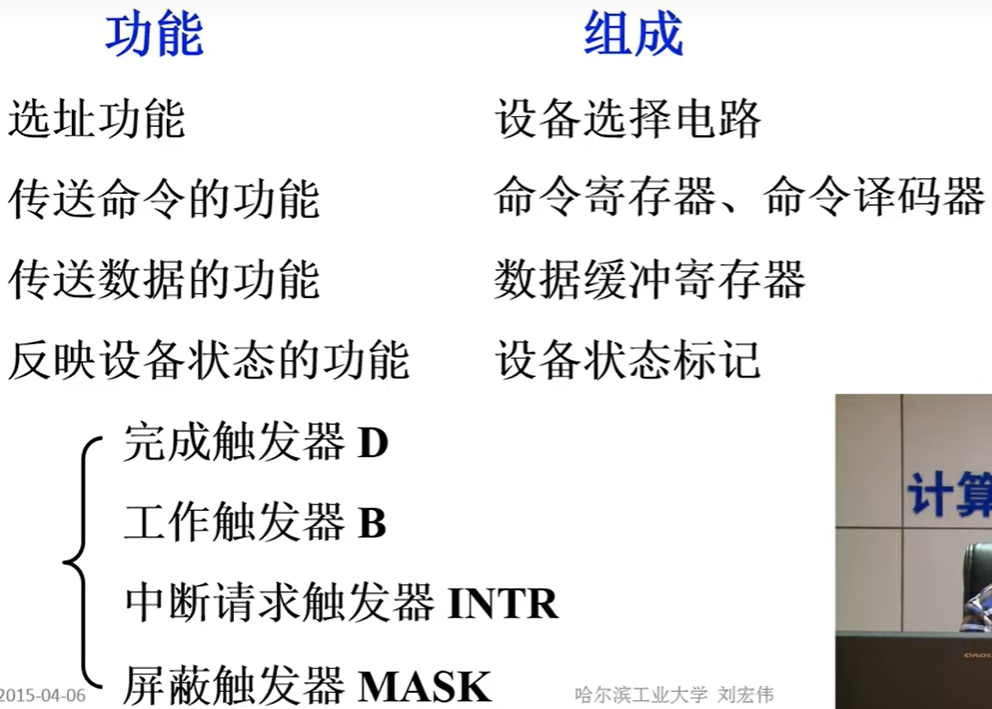 功能 组成
选址功能 设备选择电路
传送命令的功能 命令寄存器、命令译码器
传送数据的功能 数据缓冲寄存器
反映设备状态的功能 设备状态标记
完成触发器 D
工作触发器 B
中断请求触发器 INTR
屏蔽触发器 MASK
计算
2015-04-06 哈尔滨工业大学 刘宏伟